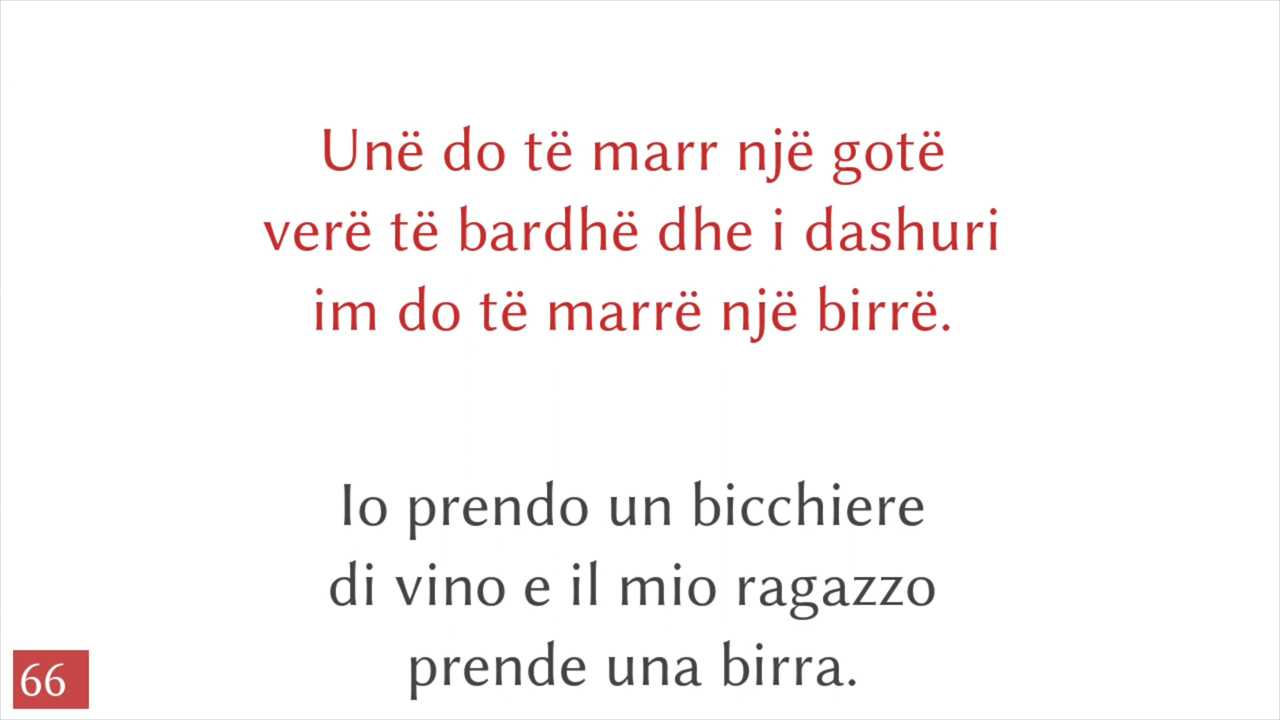 Unë do të marr një gotë
verë të bardhë dhe i dashuri
im do të marrë një birrë.
Io prendo un bicchiere
di vino e il mio ragazzo
prende una birra.
66